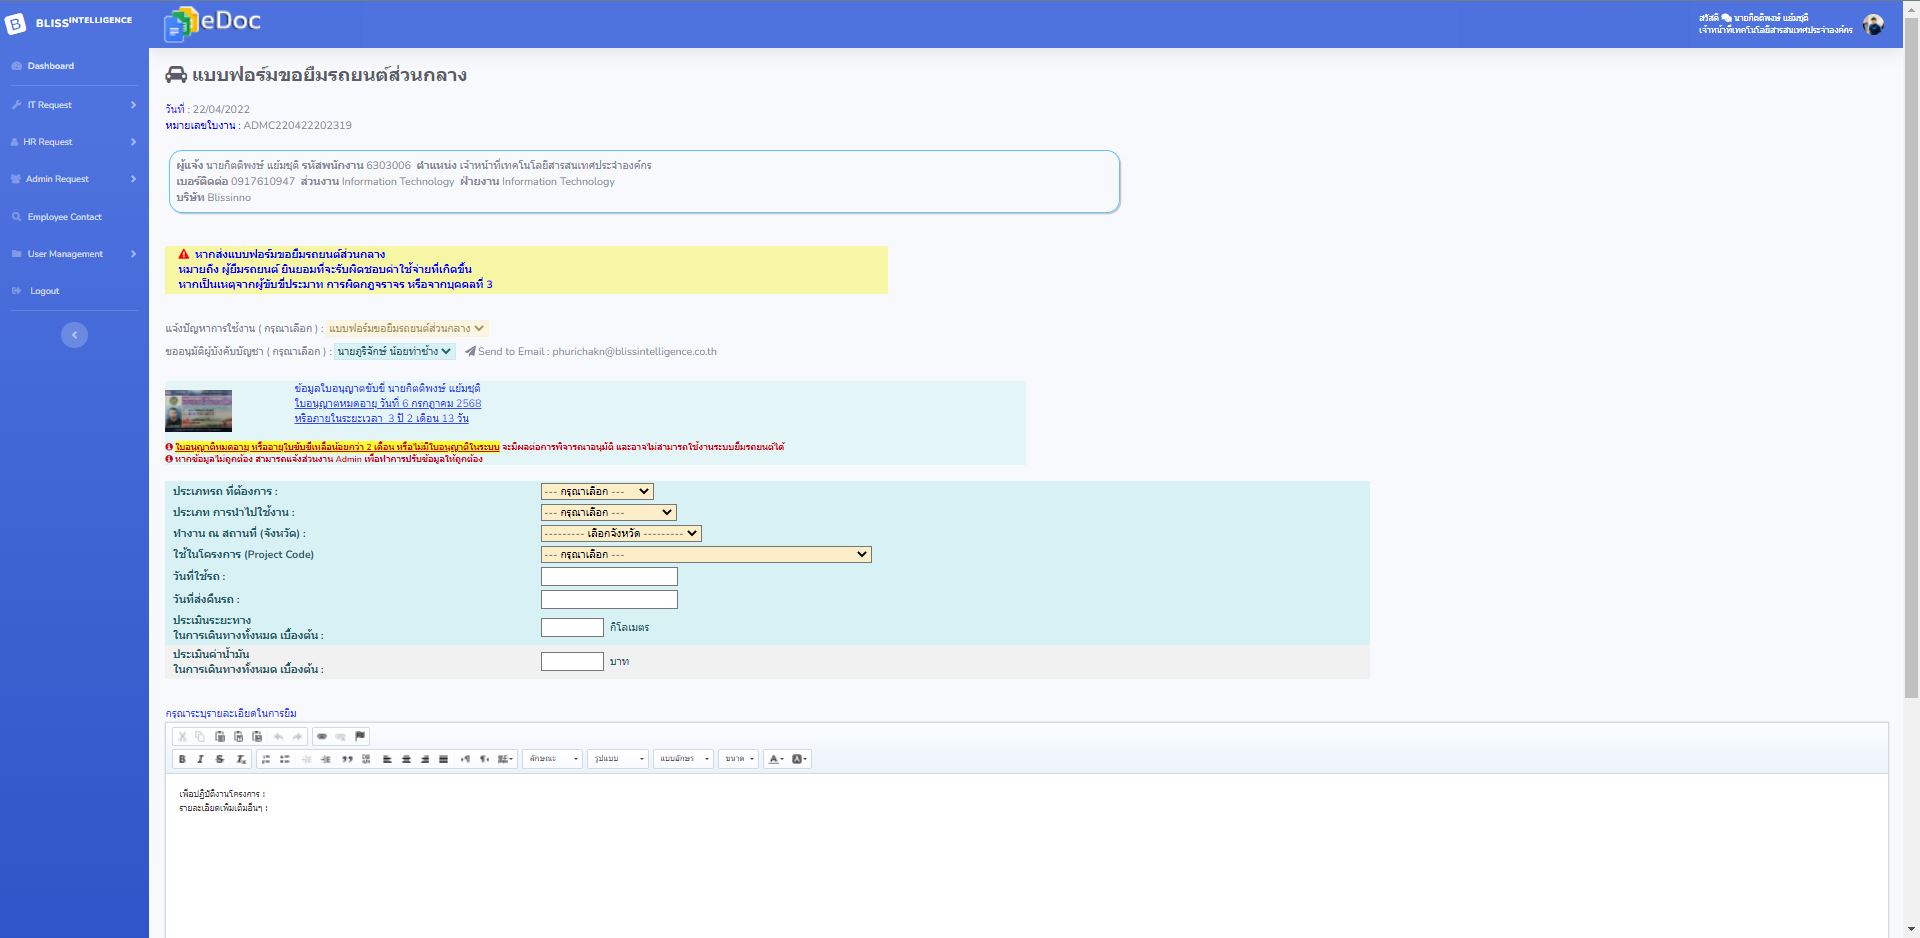 BLISSINTELLIGENCE
eDoc
สวัสดี นายกิตติพงษ์ แย้มชุติ
เจ้าหน้าที่เทคโนโลยีสารสนเทศประจำองค์กร
Dashboard
IT Request
HR Request
Admin Request
Employee Contact
User Management
Logout
แบบฟอร์มขอยืมรถยนต์ส่วนกลาง
วันที่ : 22/04/2022
หมายเลขใบงาน : ADMC220422202319
ผู้แจ้ง นายกิตติพงษ์ แย้มชุติ รหัสพนักงาน 6303006 ตำแหน่ง เจ้าหน้าที่เทคโนโลยีสารสนเทศประจำองค์กร
เบอร์ติดต่อ 0917610947 ส่วนงาน Information Technology ฝ่ายงาน Information Technology
บริษัท Blissinno
หากส่งแบบฟอร์มขอยืมรถยนต์ส่วนกลาง
หมายถึง ผู้ยืมรถยนต์ ยินยอมที่จะรับผิดชอบค่าใช้จ่ายที่เกิดขึ้น
หากเป็นเหตุจากผู้ขับขี่ประมาท การผิดกฎจราจร หรือจากบุคคลที่ 3
แจ้งปัญหาการใช้งาน ( กรุณาเลือก ) : แบบฟอร์มขอยืมรถยนต์ส่วนกลาง
ขออนุมัติผู้บังคับบัญชา ( กรุณาเลือก ) : นายภูริจักษ์ น้อยท่าช้าง Send to Email : phurichakn@blissintelligence.co.th
ข้อมูลใบอนุญาตขับขี่ นายกิตติพงษ์ แย้มชุติ
ใบอนุญาตหมดอายุ วันที่ 6 กรกฎาคม 2568
หรือภายในระยะเวลา 3 ปี 2 เดือน 13 วัน
ใบอนุญาติหมดอายุ หรืออายุใบขับขี่เหลือน้อยกว่า 2 เดือน หรือไม่มีใบอนุญาติในระบบ จะมีผลต่อการพิจารณาอนุมัติ และอาจไม่สามารถใช้งานระบบยืมรถยนต์ได้
หากข้อมูลไม่ถูกต้อง สามารถแจ้งส่วนงาน Admin เพื่อทำการปรับข้อมูลให้ถูกต้อง
ประเภทรถ ที่ต้องการ : --- กรุณาเลือก ---
ประเภท การนำไปใช้งาน : --- กรุณาเลือก ---
ทำงาน ณ สถานที่ (จังหวัด) : --------- เลือกจังหวัด ---------
ใช้ในโครงการ (Project Code) --- กรุณาเลือก ---
วันที่ใช้รถ :
วันที่ส่งคืนรถ :
ประเมินระยะทาง
ในการเดินทางทั้งหมด เบื้องต้น : กิโลเมตร
ประเมินค่าน้ำมัน
ในการเดินทางทั้งหมด เบื้องต้น : บาท
กรุณาระบุรายละเอียดในการยืม
ลักษณะ รูปแบบ แบบอักษร ขนาด
เพื่อปฏิบัติงานโครงการ :
รายละเอียดเพิ่มเติมอื่นๆ :